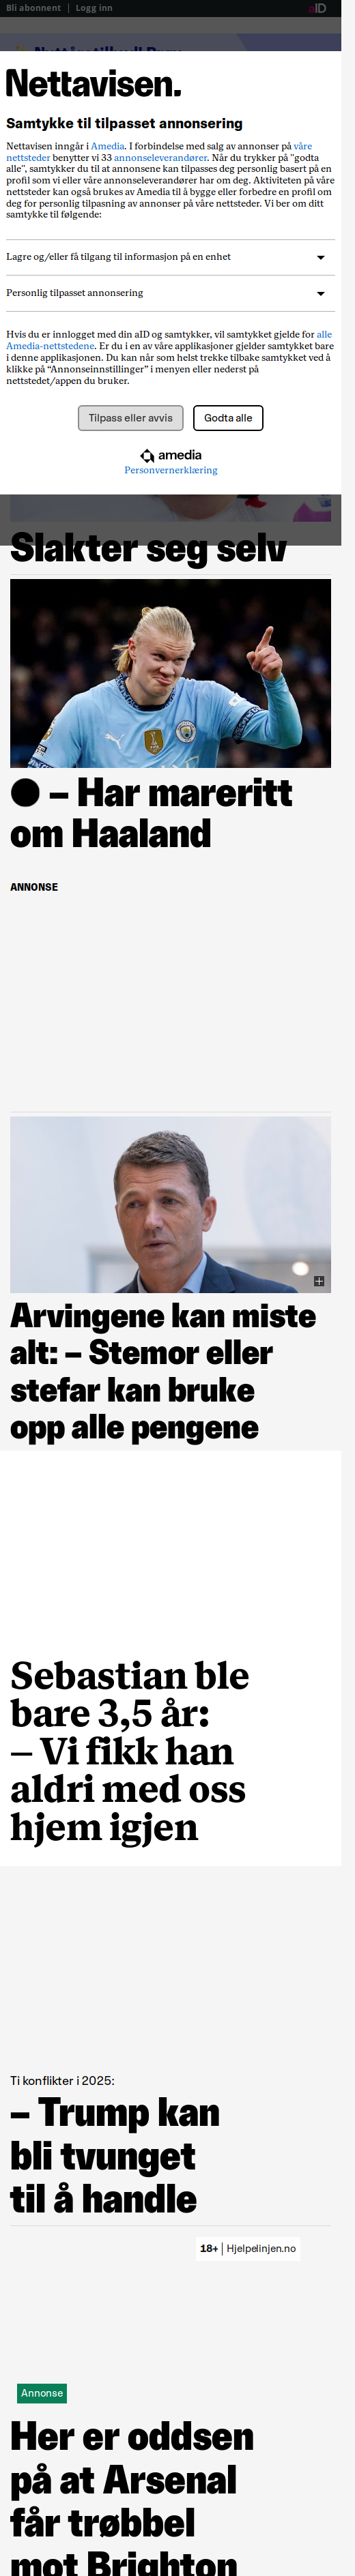 Bli abonnent | Logg inn
aID
Nettavisen.
Samtykke til tilpasset annonsering
Nettavisen inngår i Amedia. I forbindelse med salg av annonser på våre
nettsteder benytter vi 33 annonseleverandører. Når du trykker på "godta
alle", samtykker du til at annonsene kan tilpasses deg personlig basert på en
profil som vi eller våre annonseleverandører har om deg. Aktiviteten på våre
nettsteder kan også brukes av Amedia til å bygge eller forbedre en profil om
deg for personlig tilpasning av annonser på våre nettsteder. Vi ber om ditt
samtykke til følgende:
Lagre og/eller få tilgang til informasjon på en enhet
Personlig tilpasset annonsering
Hvis du er innlogget med din aID og samtykker, vil samtykket gjelde for alle
Amedia-nettstedene. Er du i en av våre applikasjoner gjelder samtykket bare
i denne applikasjonen. Du kan når som helst trekke tilbake samtykket ved å
klikke på “Annonseinnstillinger” i menyen eller nederst på
nettstedet/appen du bruker.
Tilpass eller avvis
Godta alle
amedia
Personvernerklæring
Slakter seg selv
– Har mareritt
om Haaland
ANNONSE
Arvingene kan miste
alt: – Stemor eller
stefar kan bruke
opp alle pengene
Sebastian ble
bare 3,5 år:
– Vi fikk han
aldri med oss
hjem igjen
Ti konflikter i 2025:
– Trump kan
bli tvunget
til å handle
18+ | Hjelpelinjen.no
Annonse
Her er oddsen
på at Arsenal
får trøbbel
mot Brighton